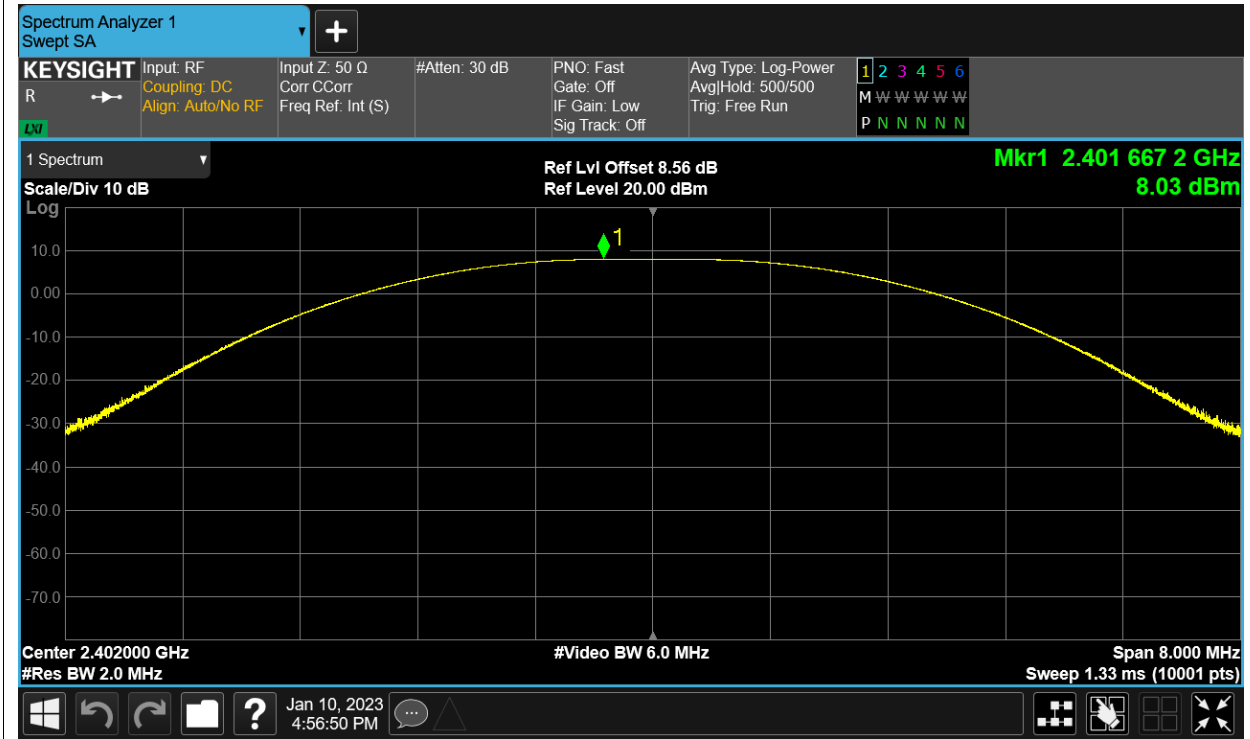 Spectrum Analyzer 1
Swept SA
KEYSIGHT
R
LXI
Input: RF
Coupling: DC
Align: Auto/No RF
Input Z: 50 Ω
Corr CCorr
Freq Ref: Int (S)
#Atten: 30 dB
PNO: Fast
Gate: Off
IF Gain: Low
Sig Track: Off
Avg Type: Log-Power
Avg|Hold: 500/500
Trig: Free Run
1 2 3 4 5 6
M W W W W W
P N N N N N
1 Spectrum
Scale/Div 10 dB
Log
Ref Lvl Offset 8.56 dB
Ref Level 20.00 dBm
Mkr1 2.401 667 2 GHz
8.03 dBm
1
10.0
0.00
-10.0
-20.0
-30.0
-40.0
-50.0
-60.0
-70.0
Center 2.402000 GHz
#Res BW 2.0 MHz
#Video BW 6.0 MHz
Span 8.000 MHz
Sweep 1.33 ms (10001 pts)
?
Jan 10, 2023
4:56:50 PM